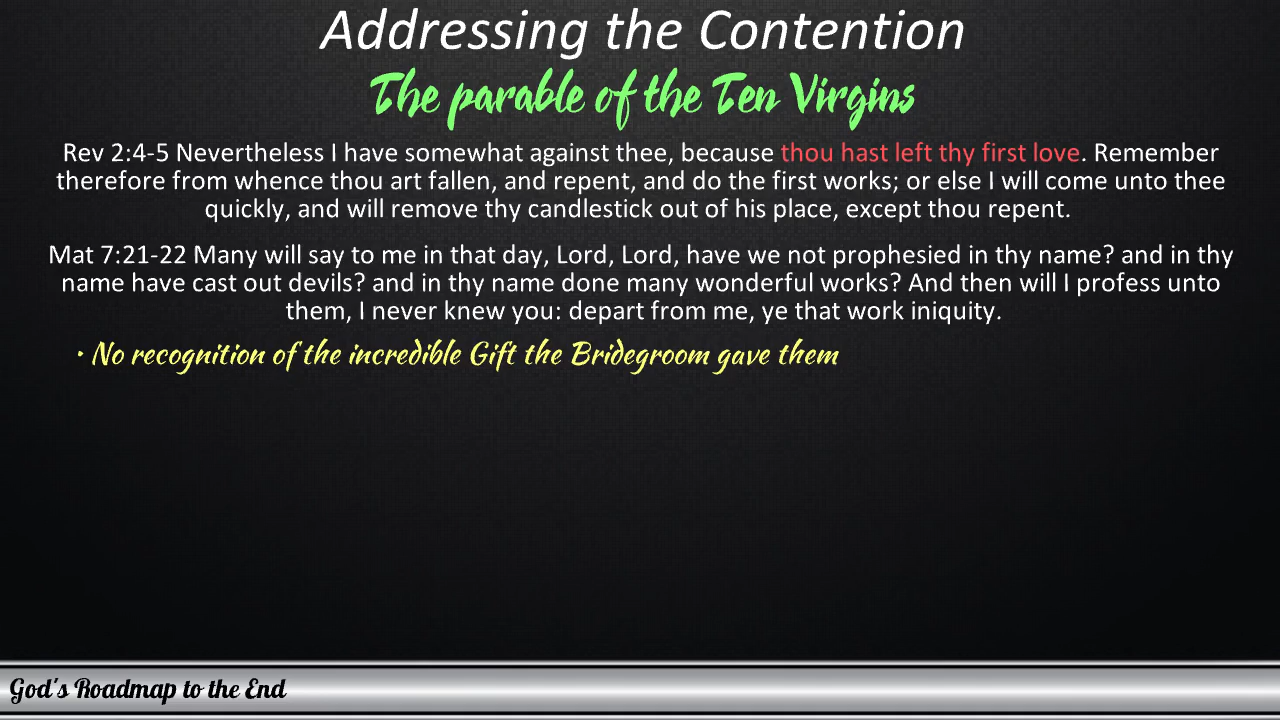 Addressing the Contention
The parable of the Ten Virgins
Rev 2:4-5 Nevertheless I have somewhat against thee, because thou hast left thy first love. Remember
therefore from whence thou art fallen, and repent, and do the first works; or else I will come unto thee
quickly, and will remove thy candlestick out of his place, except thou repent.
Mat 7:21-22 Many will say to me in that day, Lord, Lord, have we not prophesied in thy name? and in thy
name have cast out devils? and in thy name done many wonderful works? And then will I profess unto
them, I never knew you: depart from me, ye that work iniquity.
• No recognition of the incredible Gift the Bridegroom gave them
God's Roadmap to the End